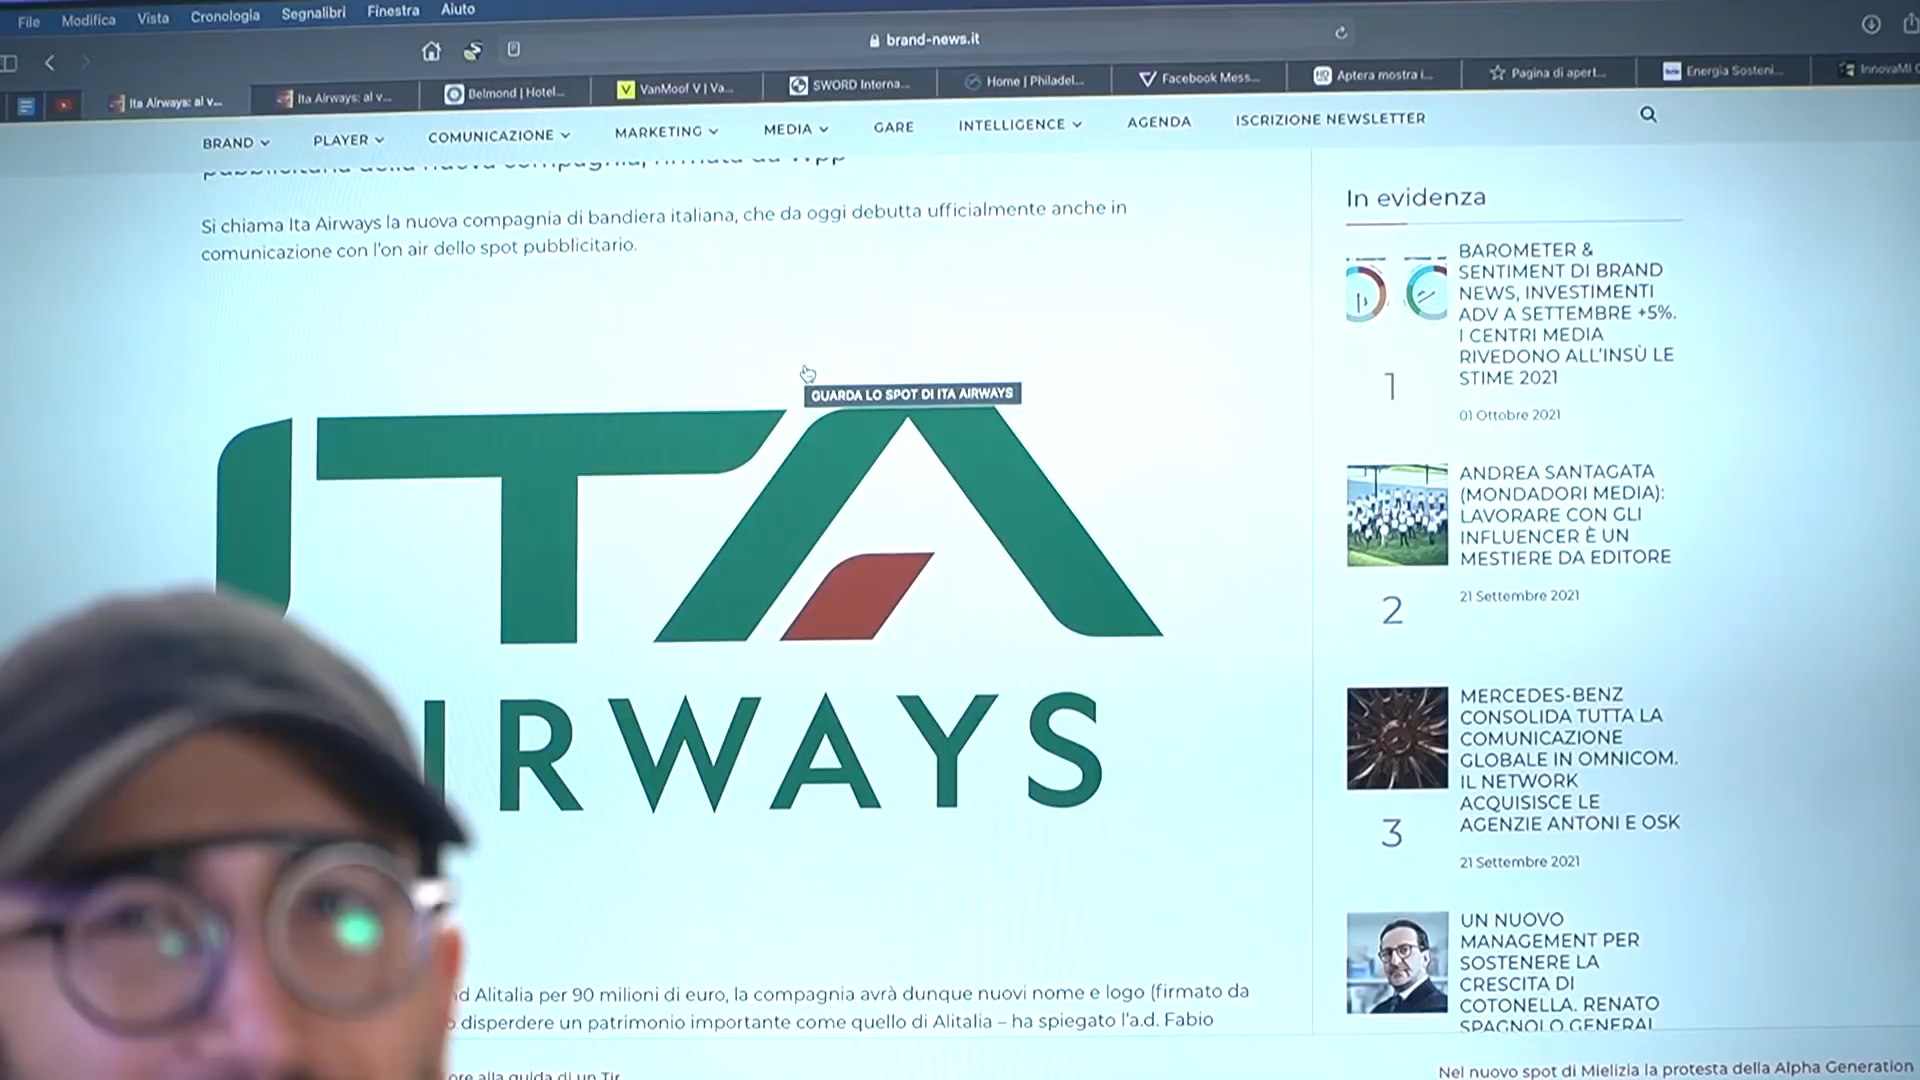 File Modifica Vista Cronologia Segnalibri Finestra Aiuto
brand-news.it
Ita Airways: al v...
Ita Airways: al v...
Belmond | Hotel...
VanMoof V | Va...
SWORD Interna...
Home | Philadel...
Facebook Mess...
Aptera mostra i...
Pagina di apert...
Energia Sosteni...
BRAND PLAYER COMUNICAZIONE MARKETING MEDIA GARE INTELLIGENCE AGENDA ISCRIZIONE NEWSLETTER
Si chiama Ita Airways la nuova compagnia di bandiera italiana, che da oggi debutta ufficialmente anche in
comunicazione con l'on air dello spot pubblicitario.
GUARDA LO SPOT DI ITA AIRWAYS
ITA
AIRWAYS
Alitalia per 90 milioni di euro, la compagnia avrà dunque nuovi nome e logo (firmato da
disperdere un patrimonio importante come quello di Alitalia – ha spiegato l'a.d. Fabio
In evidenza
BAROMETER &
SENTIMENT DI BRAND
NEWS, INVESTIMENTI
ADV A SETTEMBRE +5%.
I CENTRI MEDIA
RIVEDONO ALL'INSÙ LE
STIME 2021
1
01 Ottobre 2021
ANDREA SANTAGATA
(MONDADORI MEDIA):
LAVORARE CON GLI
INFLUENCER È UN
MESTIERE DA EDITORE
2
21 Settembre 2021
MERCEDES-BENZ
CONSOLIDA TUTTA LA
COMUNICAZIONE
GLOBALE IN OMNICOM.
IL NETWORK
ACQUISISCE LE
AGENZIE ANTONI E OSK
3
21 Settembre 2021
UN NUOVO
MANAGEMENT PER
SOSTENERE LA
CRESCITA DI
COTONELLA. RENATO
SPAGNOLO GENERAL
alla guida di un Tir
Nel nuovo spot di Mielizia la protesta della Alpha Generation